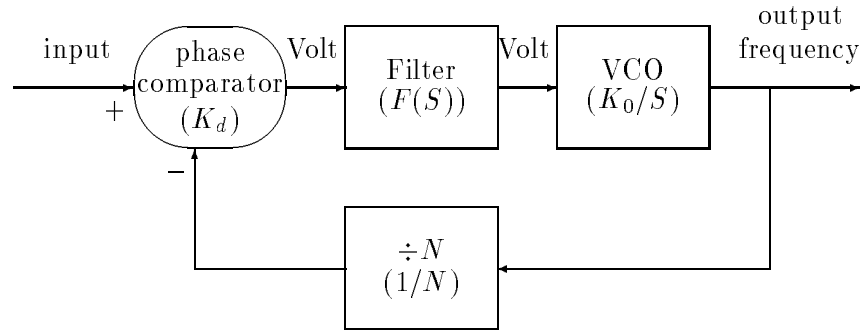 input
+
phase
comparator
(K_d)
−
Volt
Filter
(F(S))
Volt
VCO
(K_0/S)
output
frequency
÷N
(1/N)